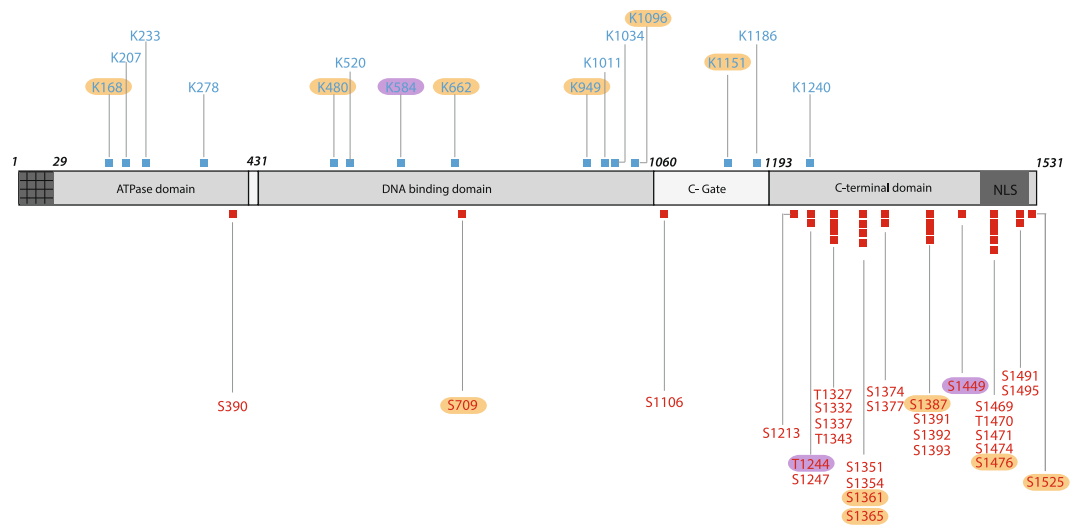 K1096
K233
K1034
K1186
K207
K520
K1011
K1151
K168
K278
K480
K584
K662
K949
K1240
1
29
431
1060
1193
1531
ATPase domain
DNA binding domain
C- Gate
C-terminal domain
NLS
S390
S709
S1106
S1213
T1244
S1247
T1327
S1332
S1337
T1343
S1351
S1354
S1361
S1365
S1374
S1377
S1387
S1391
S1392
S1393
S1449
S1469
T1470
S1471
S1474
S1476
S1491
S1495
S1525